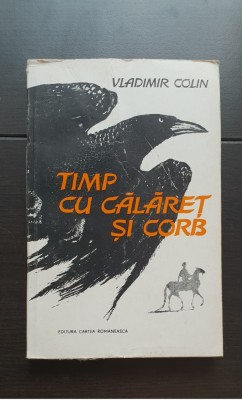 VLADIMIR COLIN
TIMP
CU CĂLĂREȚ
ȘI CORB
EDITURA CARTEA ROMÂNEASCĂ